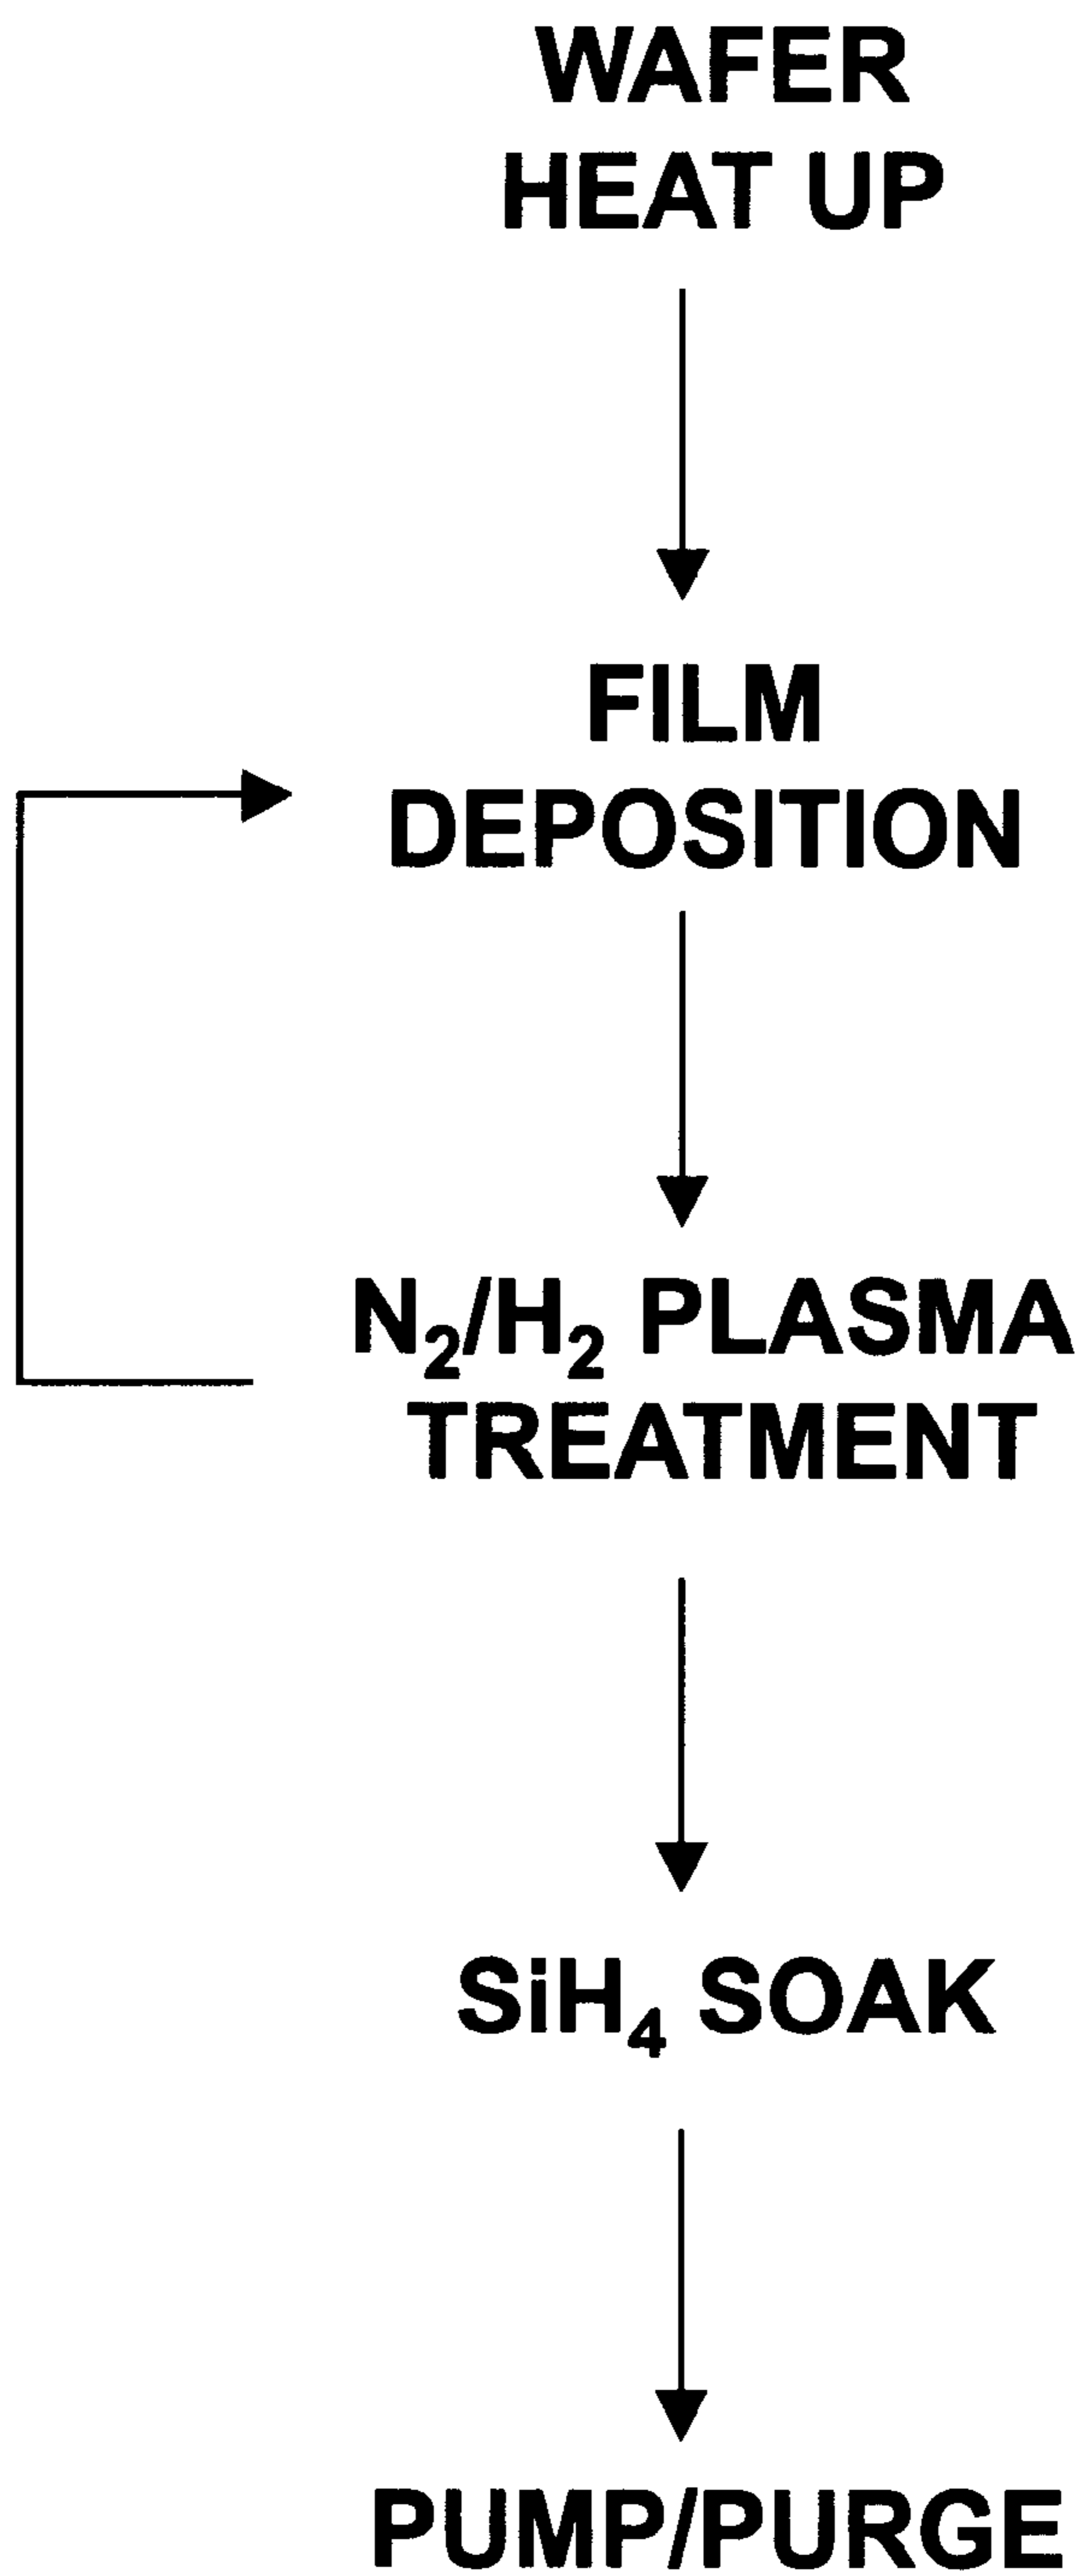 WAFER
HEAT UP
FILM
DEPOSITION
N₂/H₂ PLASMA
TREATMENT
SiH₄ SOAK
PUMP/PURGE